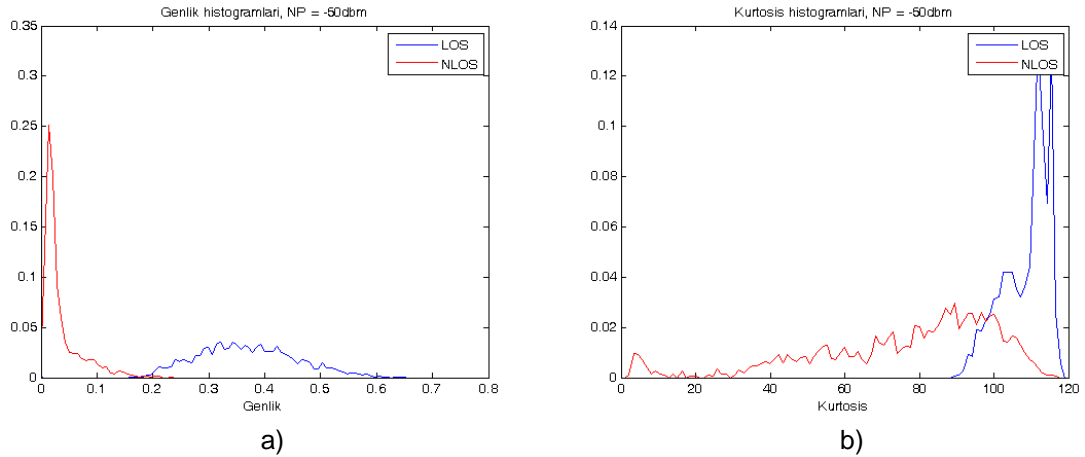 Genlik histogramlari, NP = -50dbm
0.35
0.3
0.25
0.2
0.15
0.1
0.05
0
0 0.1 0.2 0.3 0.4 0.5 0.6 0.7 0.8
Genlik
LOS
NLOS
a)
Kurtosis histogramlari, NP = -50dbm
0.14
0.12
0.1
0.08
0.06
0.04
0.02
0
0 20 40 60 80 100 120
Kurtosis
LOS
NLOS
b)